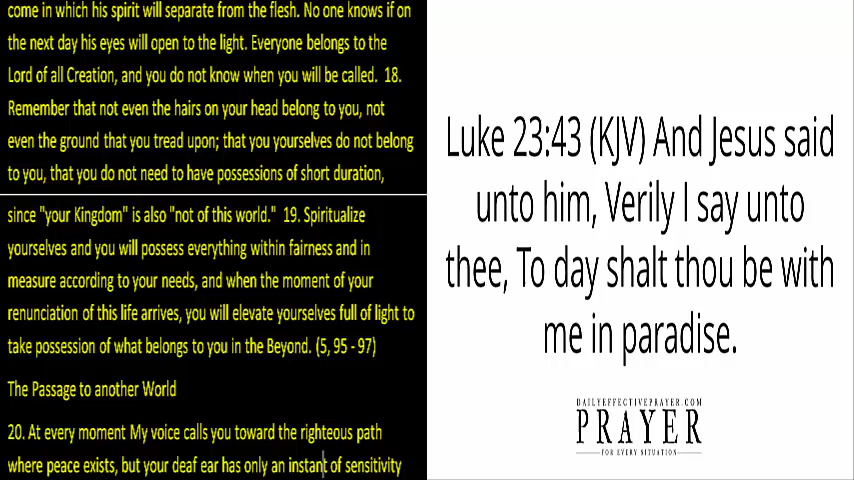 come in which his spirit will separate from the flesh. No one knows if on
the next day his eyes will open to the light. Everyone belongs to the
Lord of all Creation, and you do not know when you will be called.  18.
Remember that not even the hairs on your head belong to you, not
even the ground that you tread upon; that you yourselves do not belong
to you, that you do not need to have possessions of short duration,
since "your Kingdom" is also "not of this world."  19. Spiritualize
yourselves and you will possess everything within fairness and in
measure according to your needs, and when the moment of your
renunciation of this life arrives, you will elevate yourselves full of light to
take possession of what belongs to you in the Beyond. (5, 95 - 97)
The Passage to another World
20. At every moment My voice calls you toward the righteous path
where peace exists, but your deaf ear has only an instant of sensitivity
Luke 23:43 (KJV) And Jesus said
unto him, Verily I say unto
thee, To day shalt thou be with
me in paradise.
DAILYEFFECTIVEPRAYER.COM
PRAYER
FOR EVERY SITUATION